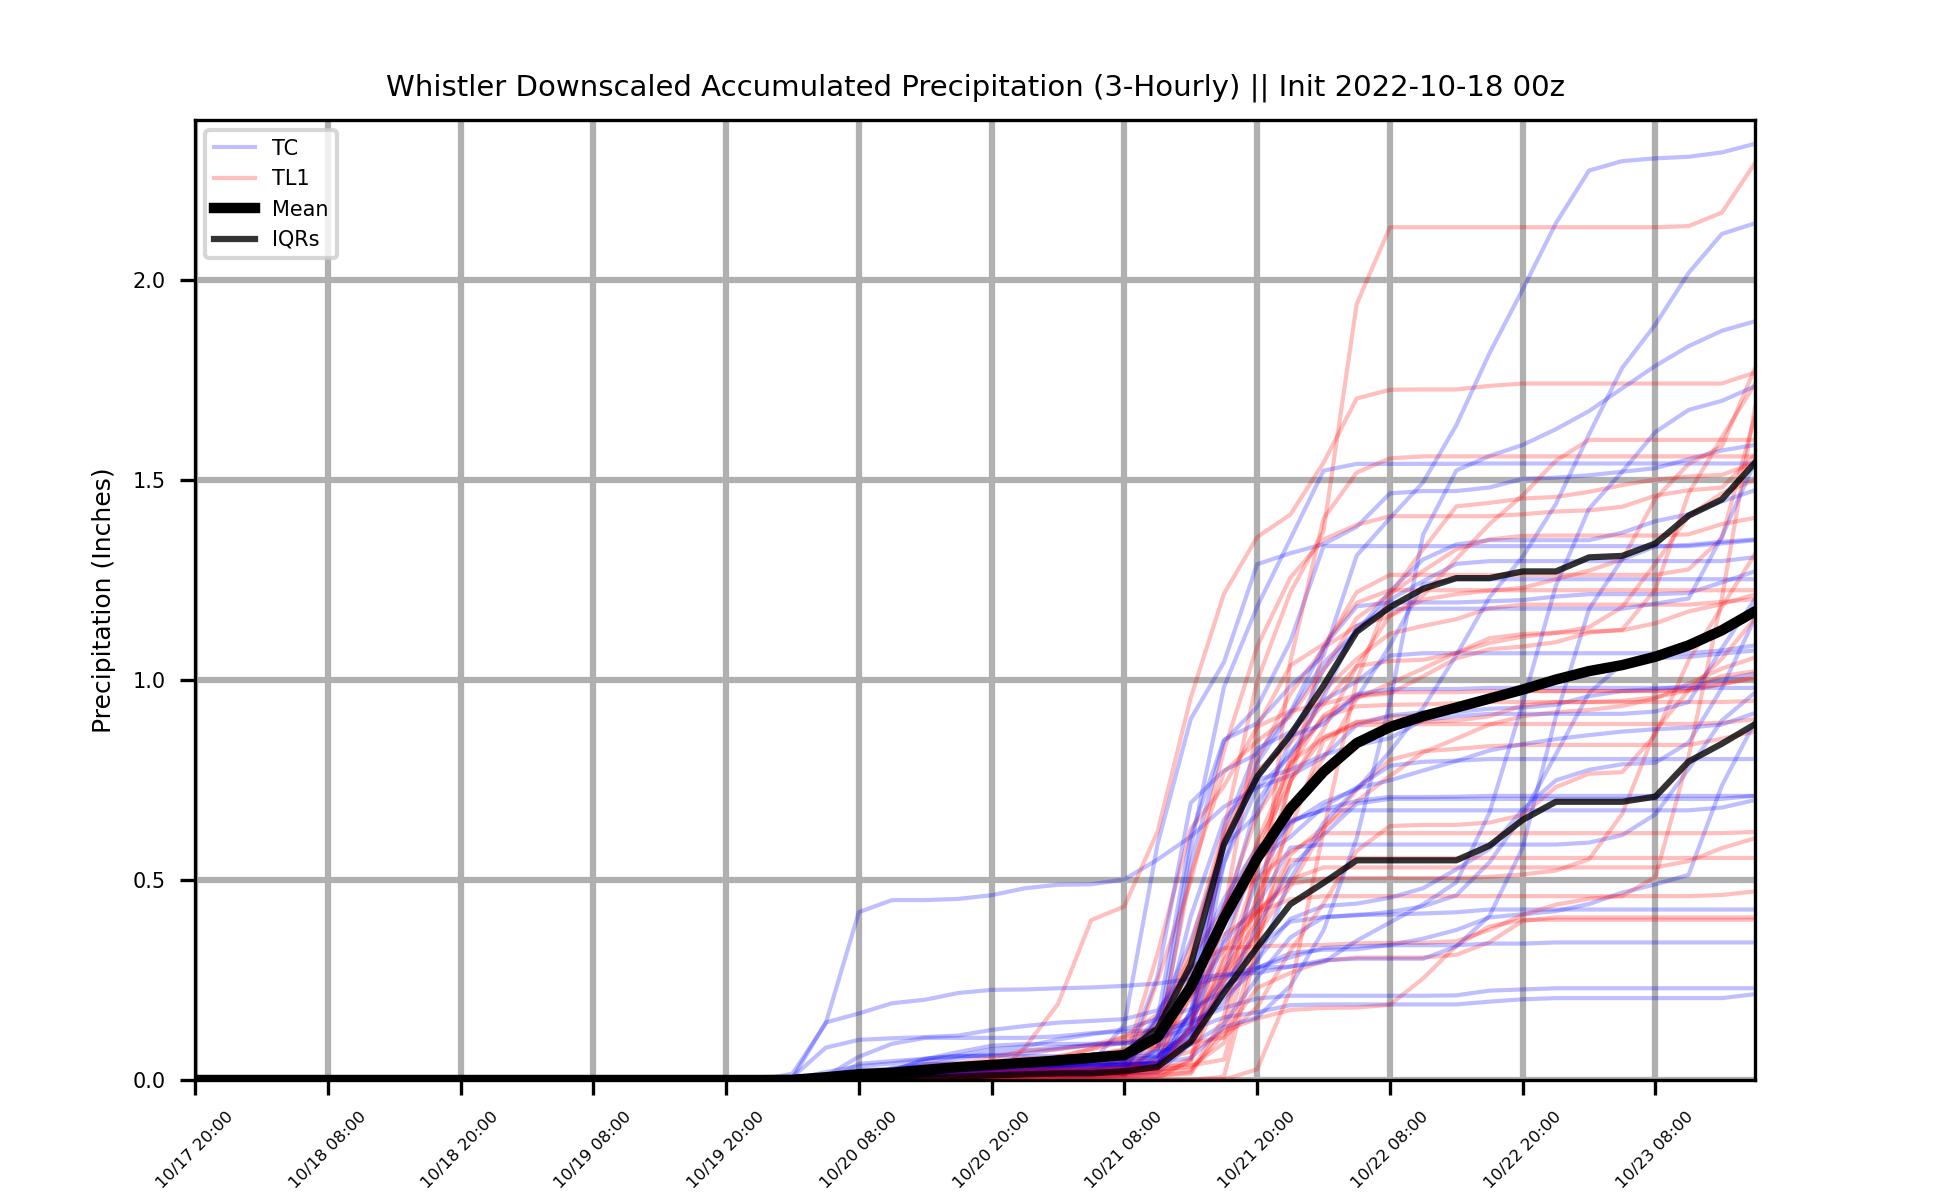 Whistler Downscaled Accumulated Precipitation (3-Hourly) || Init 2022-10-18 00z
TC
TL1
Mean
IQRs
Precipitation (Inches)
2.0
1.5
1.0
0.5
0.0
10/17 20:00
10/18 08:00
10/18 20:00
10/19 08:00
10/19 20:00
10/20 08:00
10/20 20:00
10/21 08:00
10/21 20:00
10/22 08:00
10/22 20:00
10/23 08:00